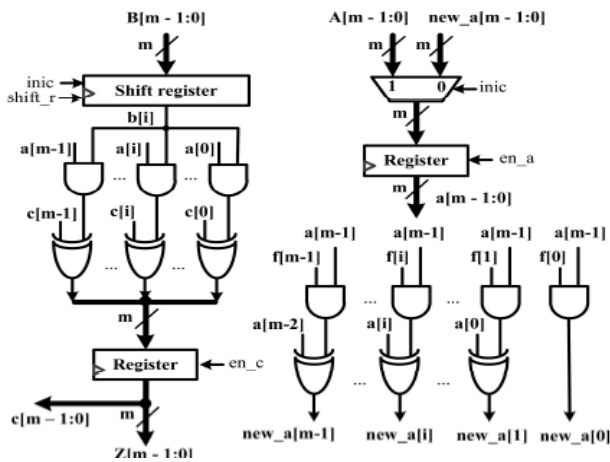 B[m - 1:0]
A[m - 1:0] new_a[m - 1:0]
m
m
m
inic
shift_r
Shift register
1
0
inic
b[i]
m
a[m-1]
a[i]
a[0]
Register
en_a
...
...
m
a[m - 1:0]
c[m-1]
c[i]
c[0]
a[m-1]
a[m-1]
a[m-1]
a[m-1]
f[m-1]
f[i]
f[1]
f[0]
...
...
...
...
m
a[m-2]
a[i]
a[0]
Register
en_c
...
...
c[m – 1:0]
m
Z[m - 1:0]
new_a[m-1]
new_a[i]
new_a[1]
new_a[0]